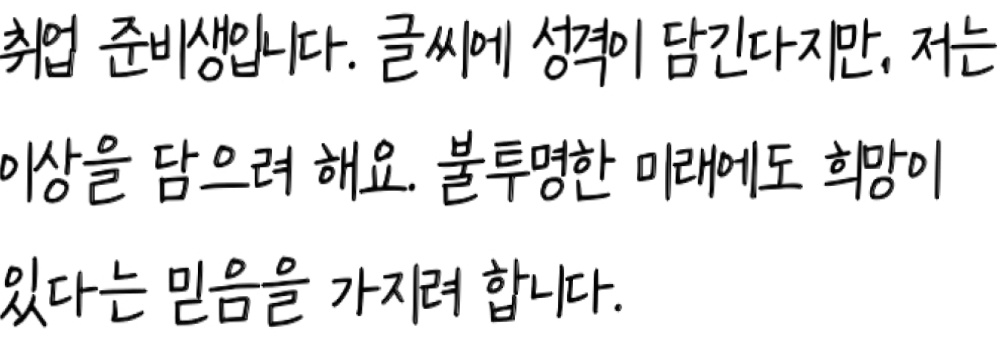 취업 준비생입니다. 글씨에 성격이 담긴다지만, 저는
이상을 담으려 해요. 불투명한 미래에도 희망이
있다는 믿음을 가지려 합니다.